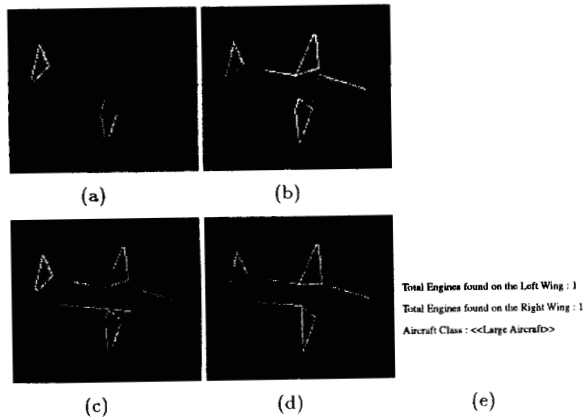 (a)
(b)
Total Engines found on the Left Wing : 1
Total Engines found on the Right Wing : 1
Aircraft Class : <<Large Aircraft>>
(c)
(d)
(e)